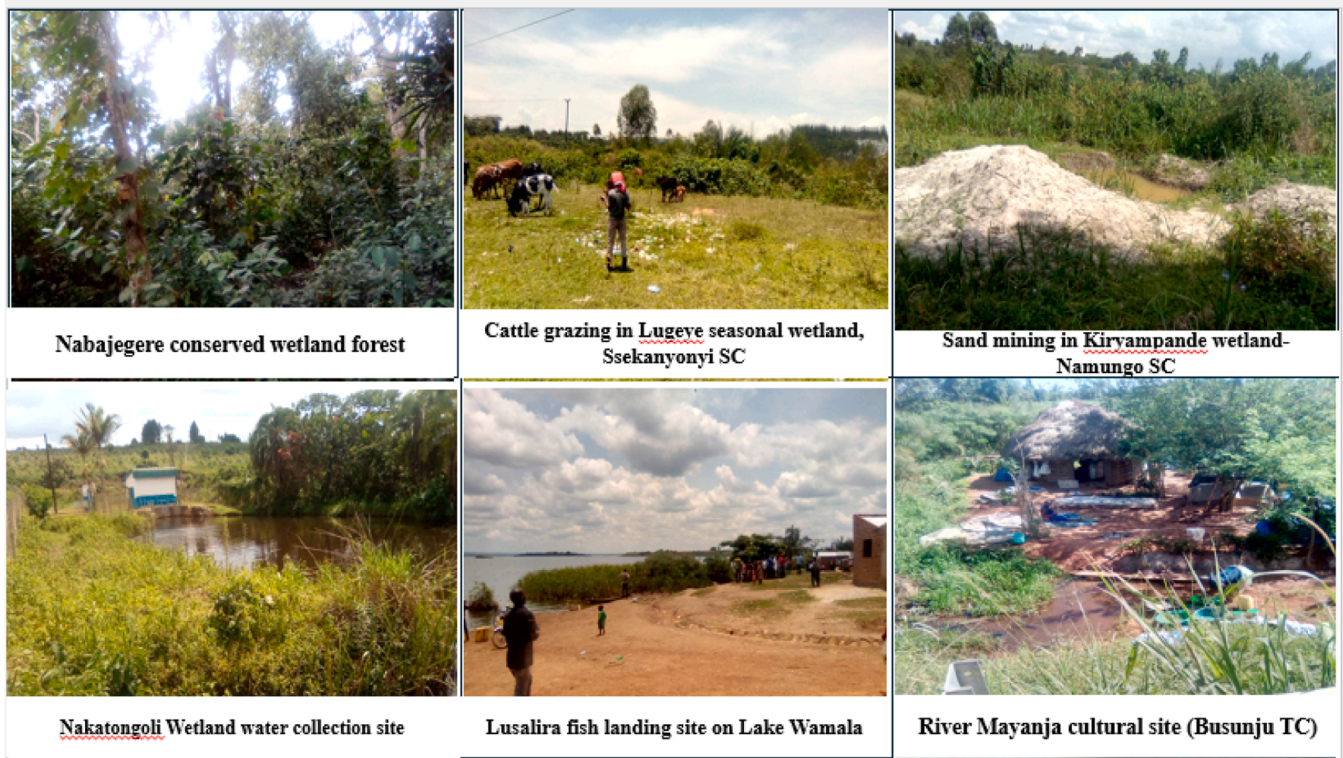 Nabajegere conserved wetland forest
Cattle grazing in Lugeye seasonal wetland,
Ssekanyonyi SC
Sand mining in Kiryampande wetland-
Namungo SC
Nakatongoli Wetland water collection site
Lusalira fish landing site on Lake Wamala
River Mayanja cultural site (Busunju TC)